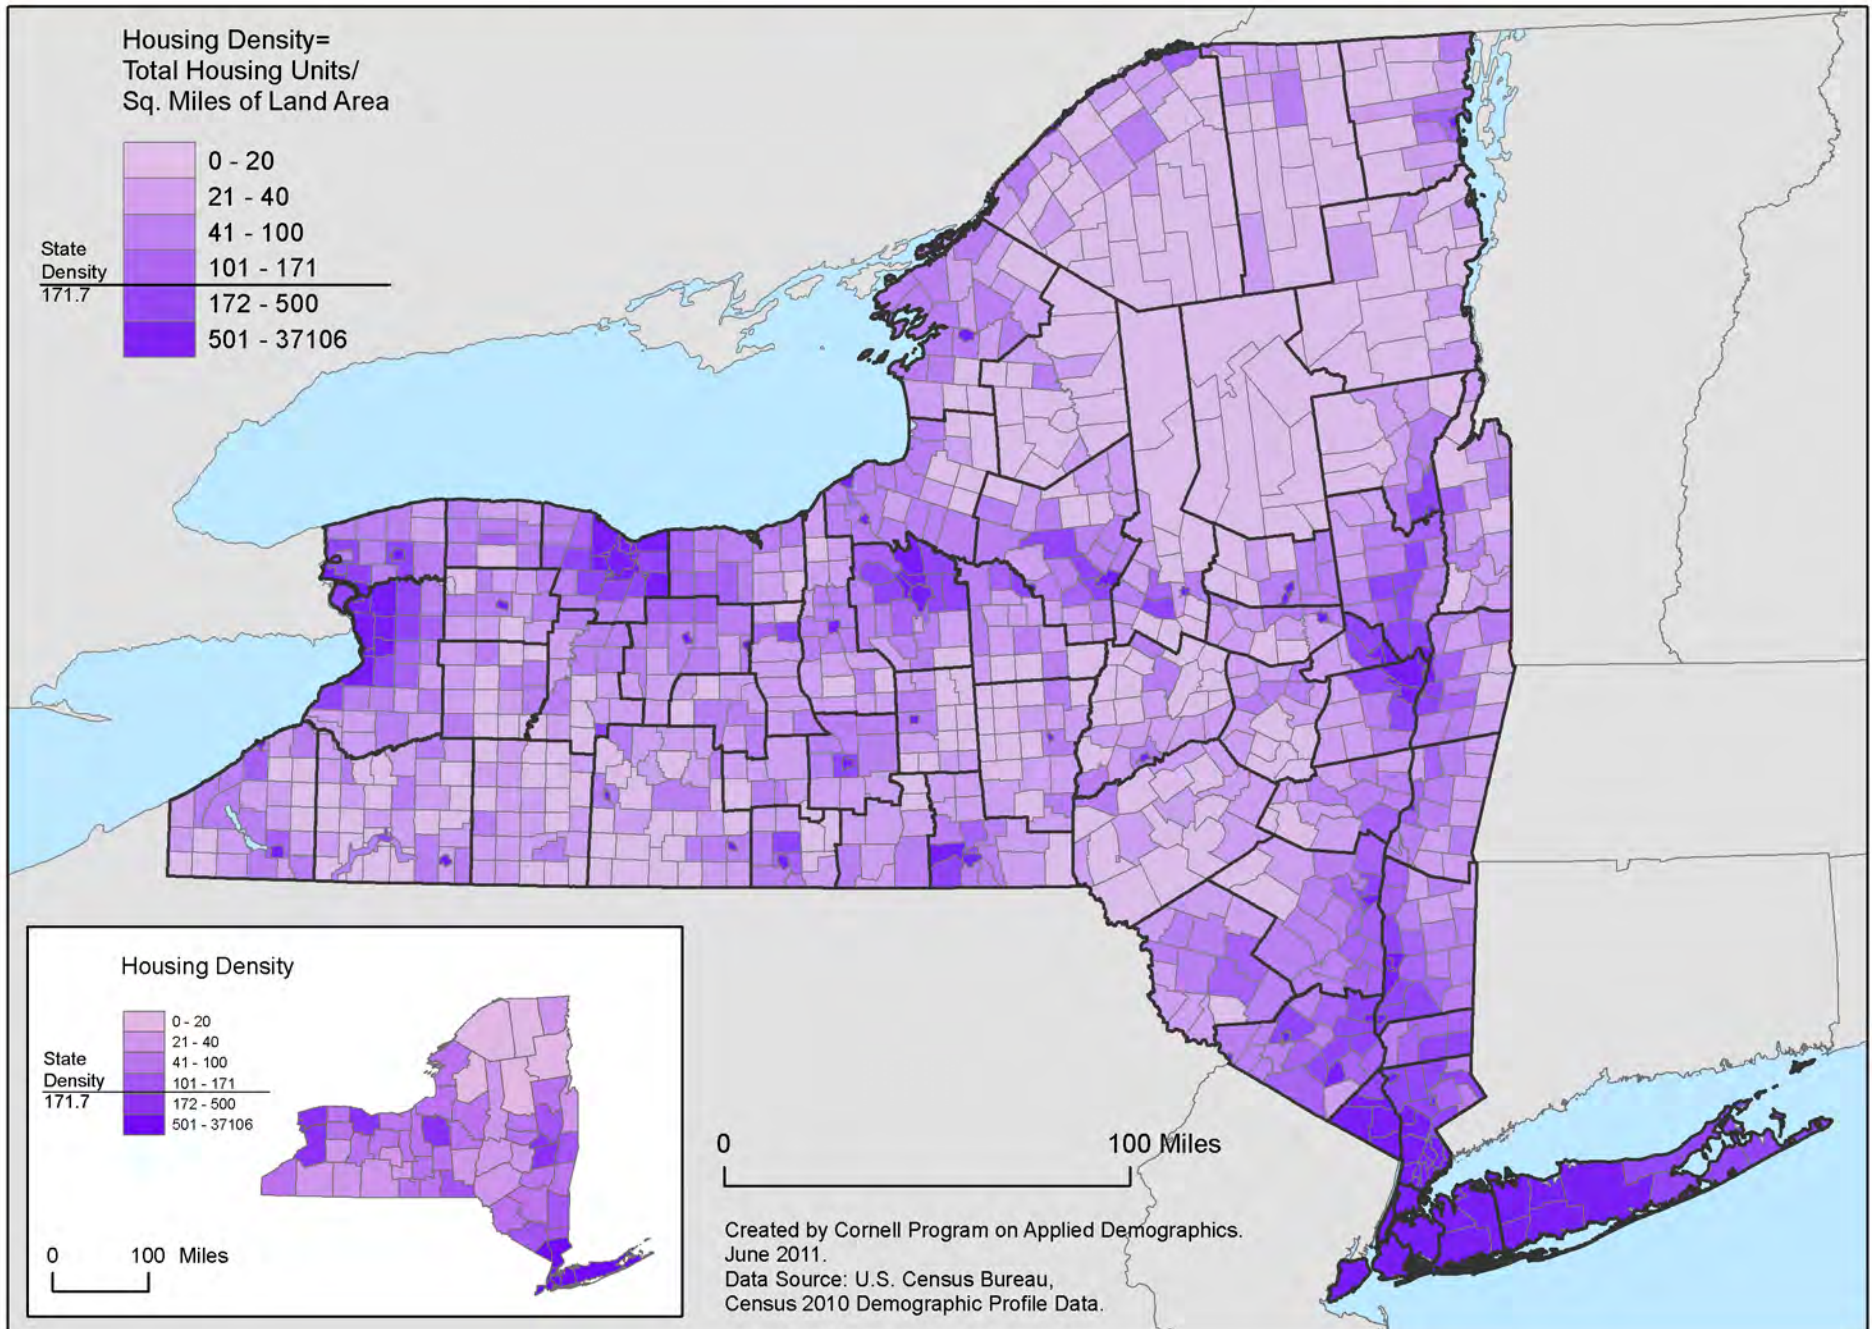 Housing Density=
Total Housing Units/
Sq. Miles of Land Area
0 - 20
21 - 40
41 - 100
101 - 171
172 - 500
501 - 37106
State
Density
171.7
Housing Density
0 - 20
21 - 40
41 - 100
101 - 171
172 - 500
501 - 37106
State
Density
171.7
0 100 Miles
0 100 Miles
Created by Cornell Program on Applied Demographics.
June 2011.
Data Source: U.S. Census Bureau,
Census 2010 Demographic Profile Data.